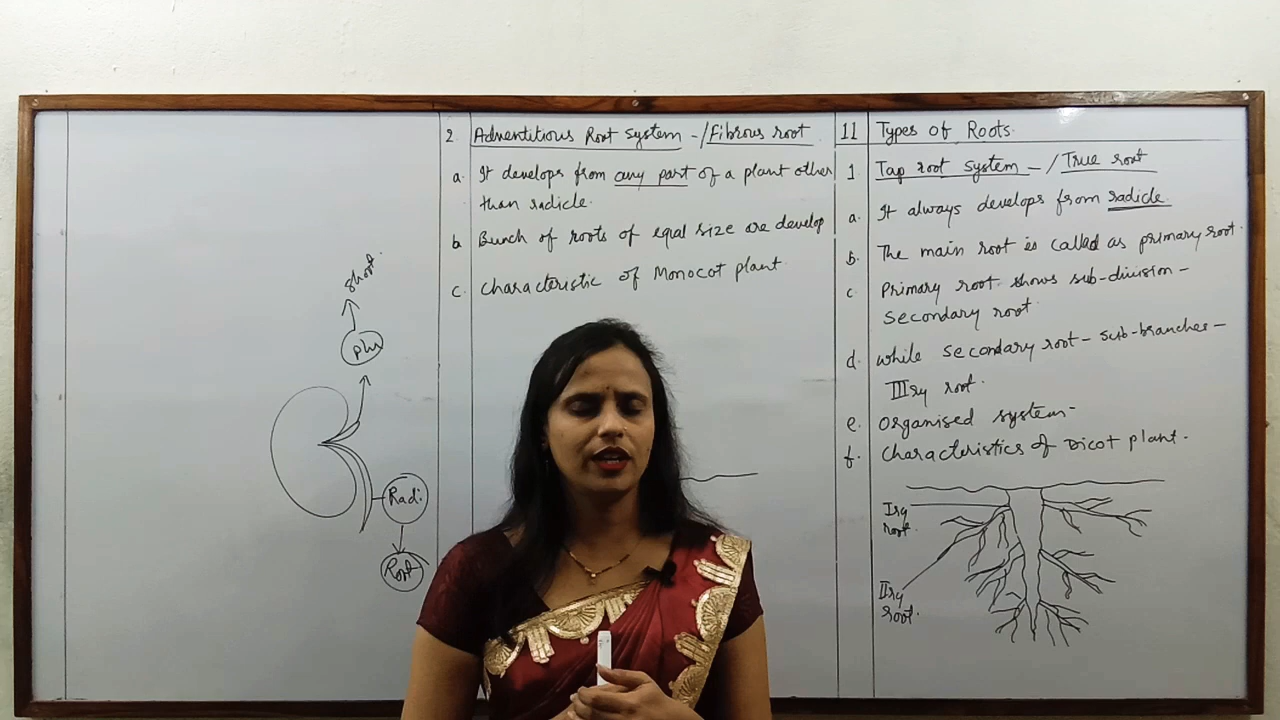 11 Types of Roots.
1 Tap root system - / True root
a. It always develops from radicle.
b. The main root is called as primary root.
c. Primary root shows sub-division -
secondary root
d. while secondary root - sub-branches -
IIIry root.
e. Organised system-
f. Characteristics of Dicot plant.
Iry
root.
IIry
root.
2 Adventitious Root System - / Fibrous root
a. It develops from any part of a plant other
than radicle.
b. Bunch of roots of equal size are develop
c. Characteristic of Monocot plant.
shoot.
plu
Radi.
Root